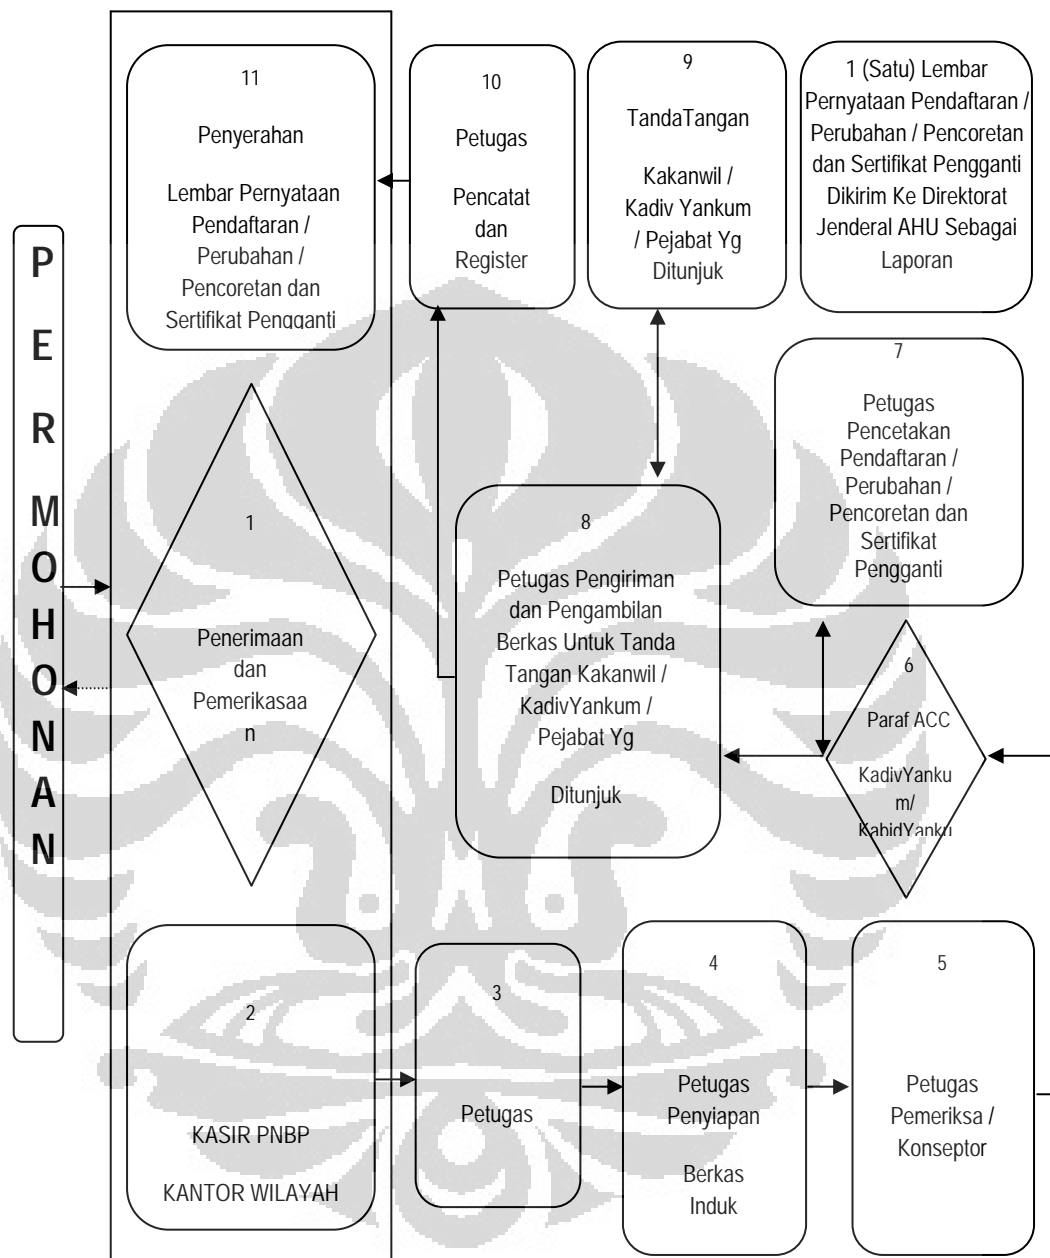 PERMOHONAN
11
Penyerahan
Lembar Pernyataan
Pendaftaran /
Perubahan /
Pencoretan dan
Sertifikat Pengganti
10
Petugas
Pencatat
dan
Register
9
TandaTangan
Kakanwil /
Kadiv Yankum
/ Pejabat Yg
Ditunjuk
1 (Satu) Lembar
Pernyataan Pendaftaran /
Perubahan / Pencoretan
dan Sertifikat Pengganti
Dikirim Ke Direktorat
Jenderal AHU Sebagai
Laporan
1
Penerimaan
dan
Pemerikasaa
n
8
Petugas Pengiriman
dan Pengambilan
Berkas Untuk Tanda
Tangan Kakanwil /
KadivYankum /
Pejabat Yg
Ditunjuk
7
Petugas
Pencetakan
Pendaftaran /
Perubahan /
Pencoretan dan
Sertifikat
Pengganti
6
Paraf ACC
KadivYanku
m/
KabidYanku
2
KASIR PNBP
KANTOR WILAYAH
3
Petugas
4
Petugas
Penyiapan
Berkas
Induk
5
Petugas
Pemeriksa /
Konseptor